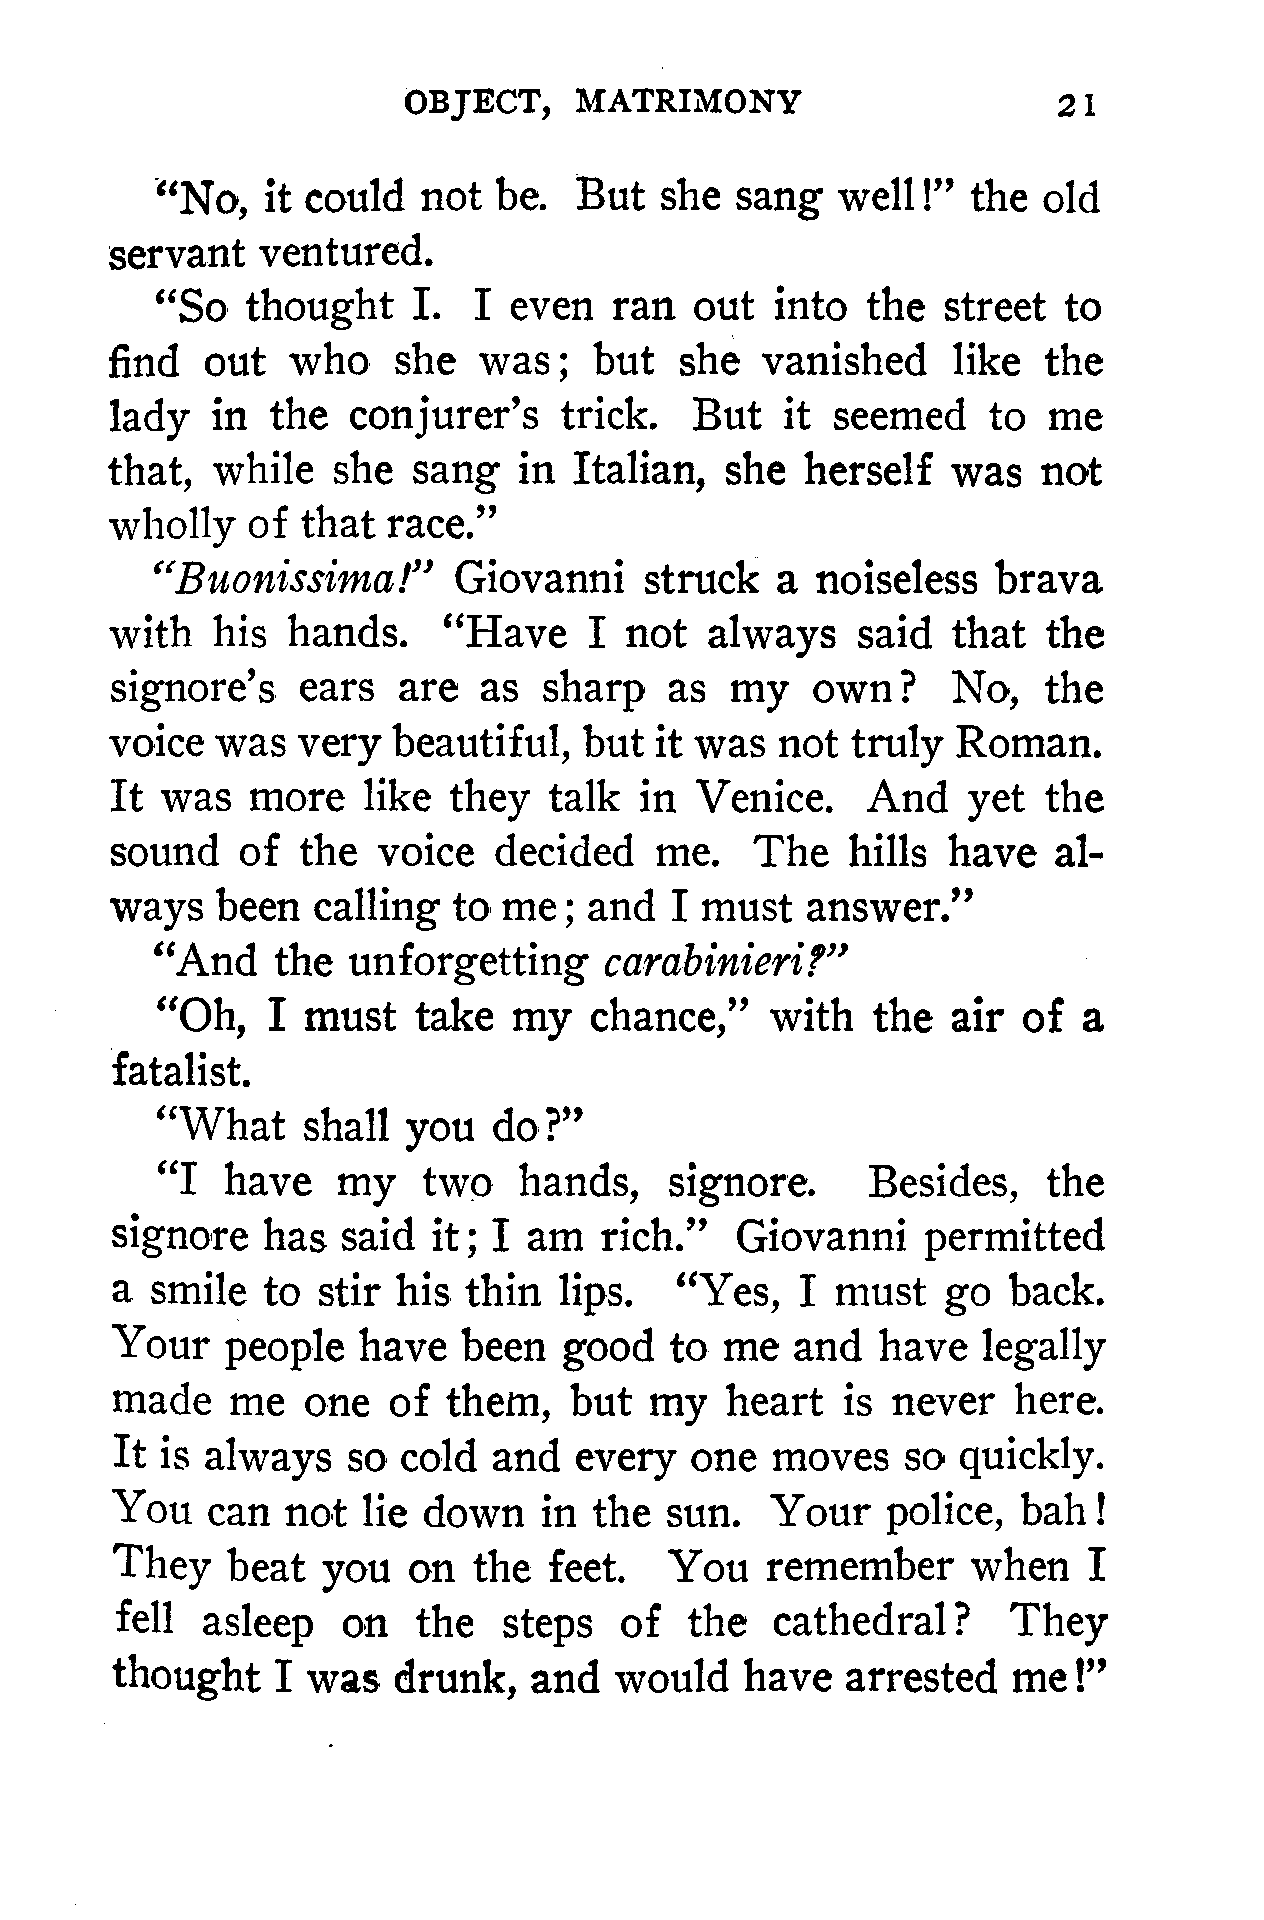 OBJECT, MATRIMONY 21
"No, it could not be. But she sang well!" the old
servant ventured.
"So thought I. I even ran out into the street to
find out who she was; but she vanished like the
lady in the conjurer's trick. But it seemed to me
that, while she sang in Italian, she herself was not
wholly of that race."
"Buonissima!" Giovanni struck a noiseless brava
with his hands. "Have I not always said that the
signore's ears are as sharp as my own? No, the
voice was very beautiful, but it was not truly Roman.
It was more like they talk in Venice. And yet the
sound of the voice decided me. The hills have al-
ways been calling to me; and I must answer."
"And the unforgetting carabinieri?"
"Oh, I must take my chance," with the air of a
fatalist.
"What shall you do?"
"I have my two hands, signore. Besides, the
signore has said it; I am rich." Giovanni permitted
a smile to stir his thin lips. "Yes, I must go back.
Your people have been good to me and have legally
made me one of them, but my heart is never here.
It is always so cold and every one moves so quickly.
You can not lie down in the sun. Your police, bah!
They beat you on the feet. You remember when I
fell asleep on the steps of the cathedral? They
thought I was drunk, and would have arrested me!"